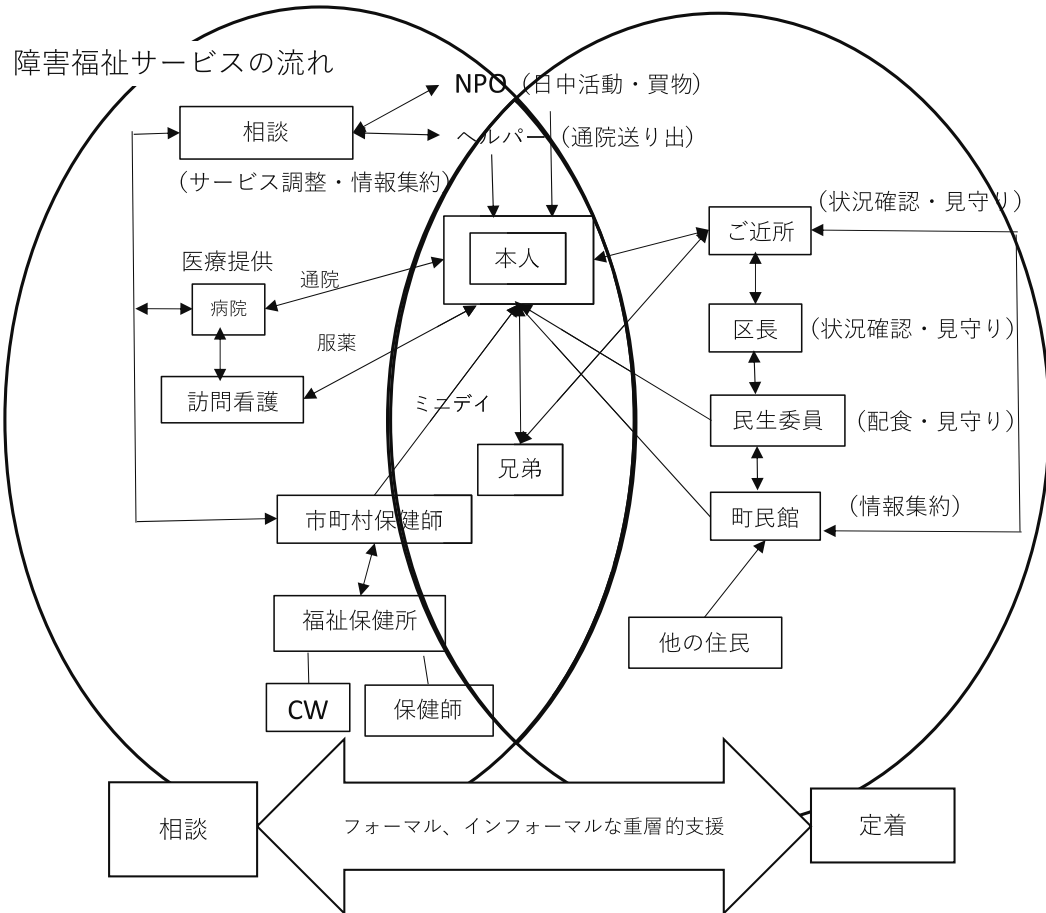 障害福祉サービスの流れ
NPO（日中活動・買物）
相談
ヘルパー（通院送り出）
（サービス調整・情報集約）
本人
ご近所
（状況確認・見守り）
医療提供
通院
病院
区長
（状況確認・見守り）
服薬
訪問看護
ミニデイ
民生委員
（配食・見守り）
兄弟
市町村保健師
町民館
（情報集約）
福祉保健所
他の住民
CW
保健師
相談
フォーマル、インフォーマルな重層的支援
定着